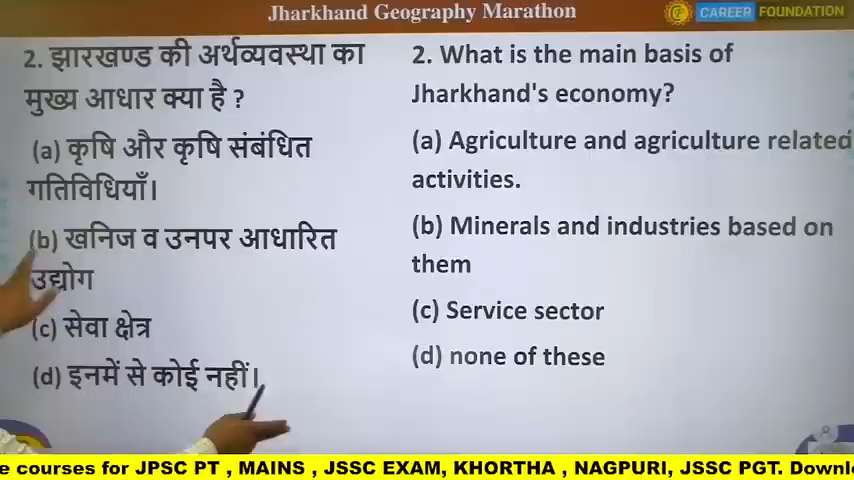 Jharkhand Geography Marathon
CAREER FOUNDATION
2. झारखण्ड की अर्थव्यवस्था का
मुख्य आधार क्या है ?
(a) कृषि और कृषि संबंधित
गतिविधियाँ।
(b) खनिज व उनपर आधारित
उद्योग
(c) सेवा क्षेत्र
(d) इनमें से कोई नहीं।
2. What is the main basis of
Jharkhand's economy?
(a) Agriculture and agriculture related
activities.
(b) Minerals and industries based on
them
(c) Service sector
(d) none of these
e courses for JPSC PT , MAINS , JSSC EXAM, KHORTHA , NAGPURI, JSSC PGT. Downl